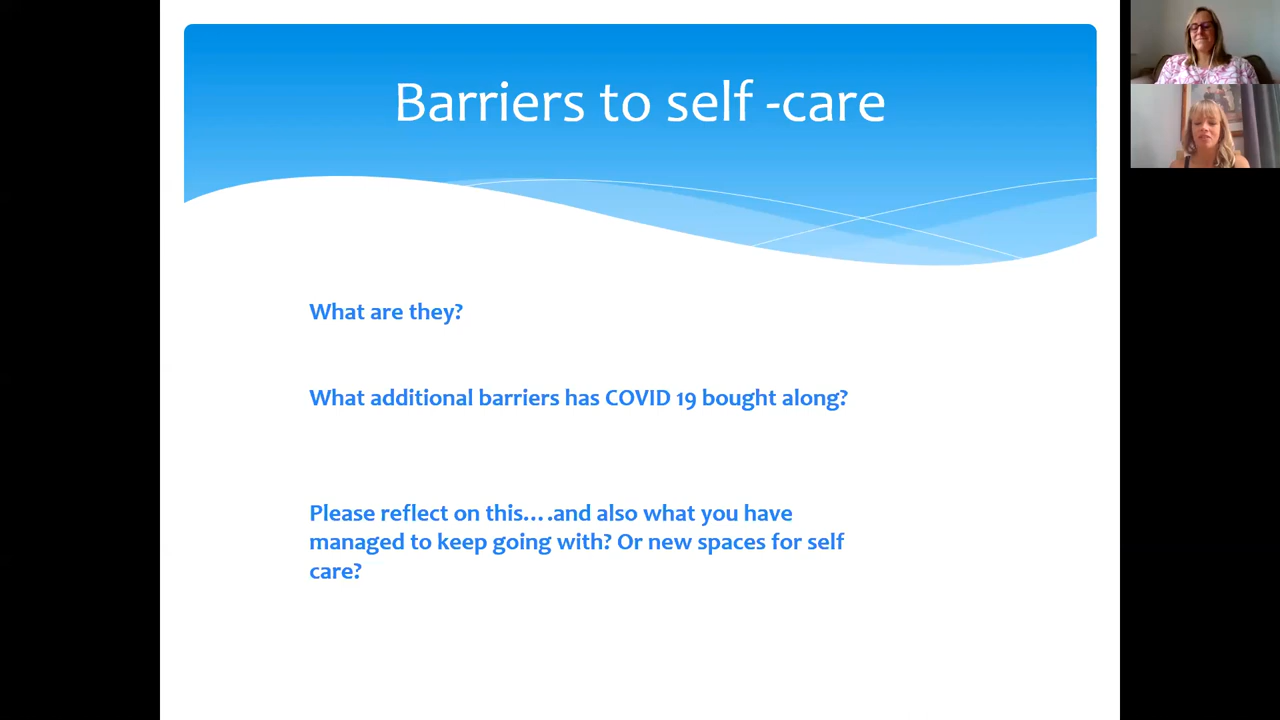 Barriers to self -care
What are they?
What additional barriers has COVID 19 bought along?
Please reflect on this….and also what you have
managed to keep going with? Or new spaces for self
care?